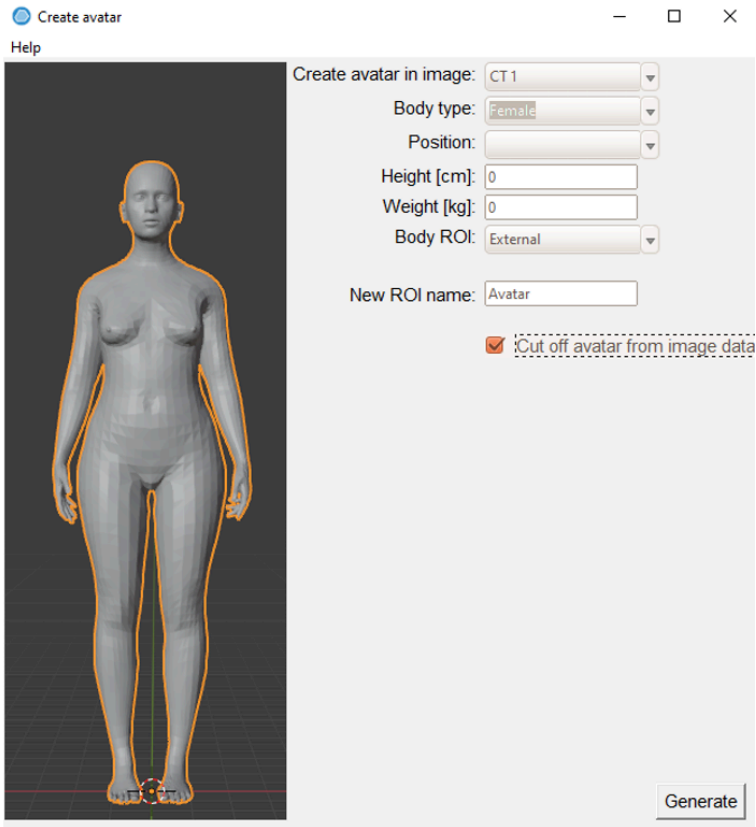 Create avatar
Help
Create avatar in image: CT 1
Body type: Female
Position:
Height [cm]: 0
Weight [kg]: 0
Body ROI: External
New ROI name: Avatar
Cut off avatar from image data
Generate